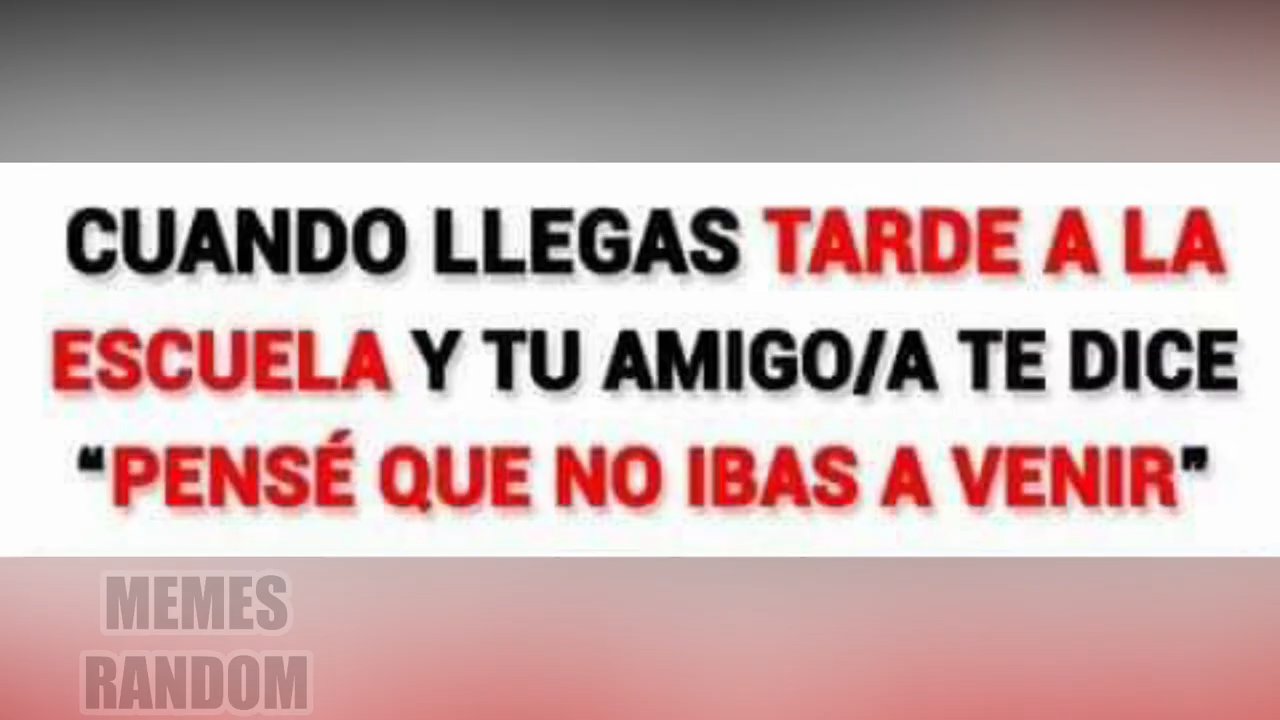 CUANDO LLEGAS TARDE A LA
ESCUELA Y TU AMIGO/A TE DICE
“PENSÉ QUE NO IBAS A VENIR”
MEMES
RANDOM